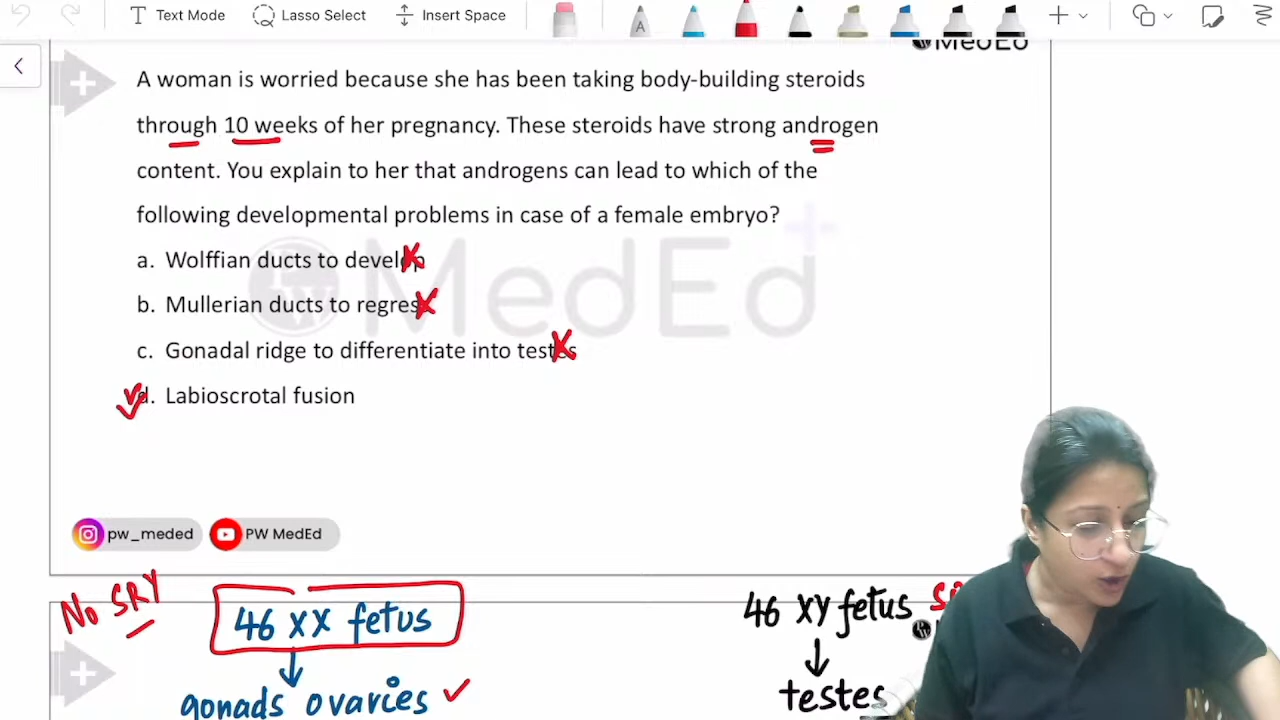 Text Mode
Lasso Select
Insert Space
A
MedEd
A woman is worried because she has been taking body-building steroids
through 10 weeks of her pregnancy. These steroids have strong androgen
content. You explain to her that androgens can lead to which of the
following developmental problems in case of a female embryo?
a. Wolffian ducts to develop
b. Mullerian ducts to regress
c. Gonadal ridge to differentiate into testes
d. Labioscrotal fusion
MedEd
pw_meded
PW MedEd
No SRY
46 XX fetus
46 XY fetus
gonads ovaries
testes